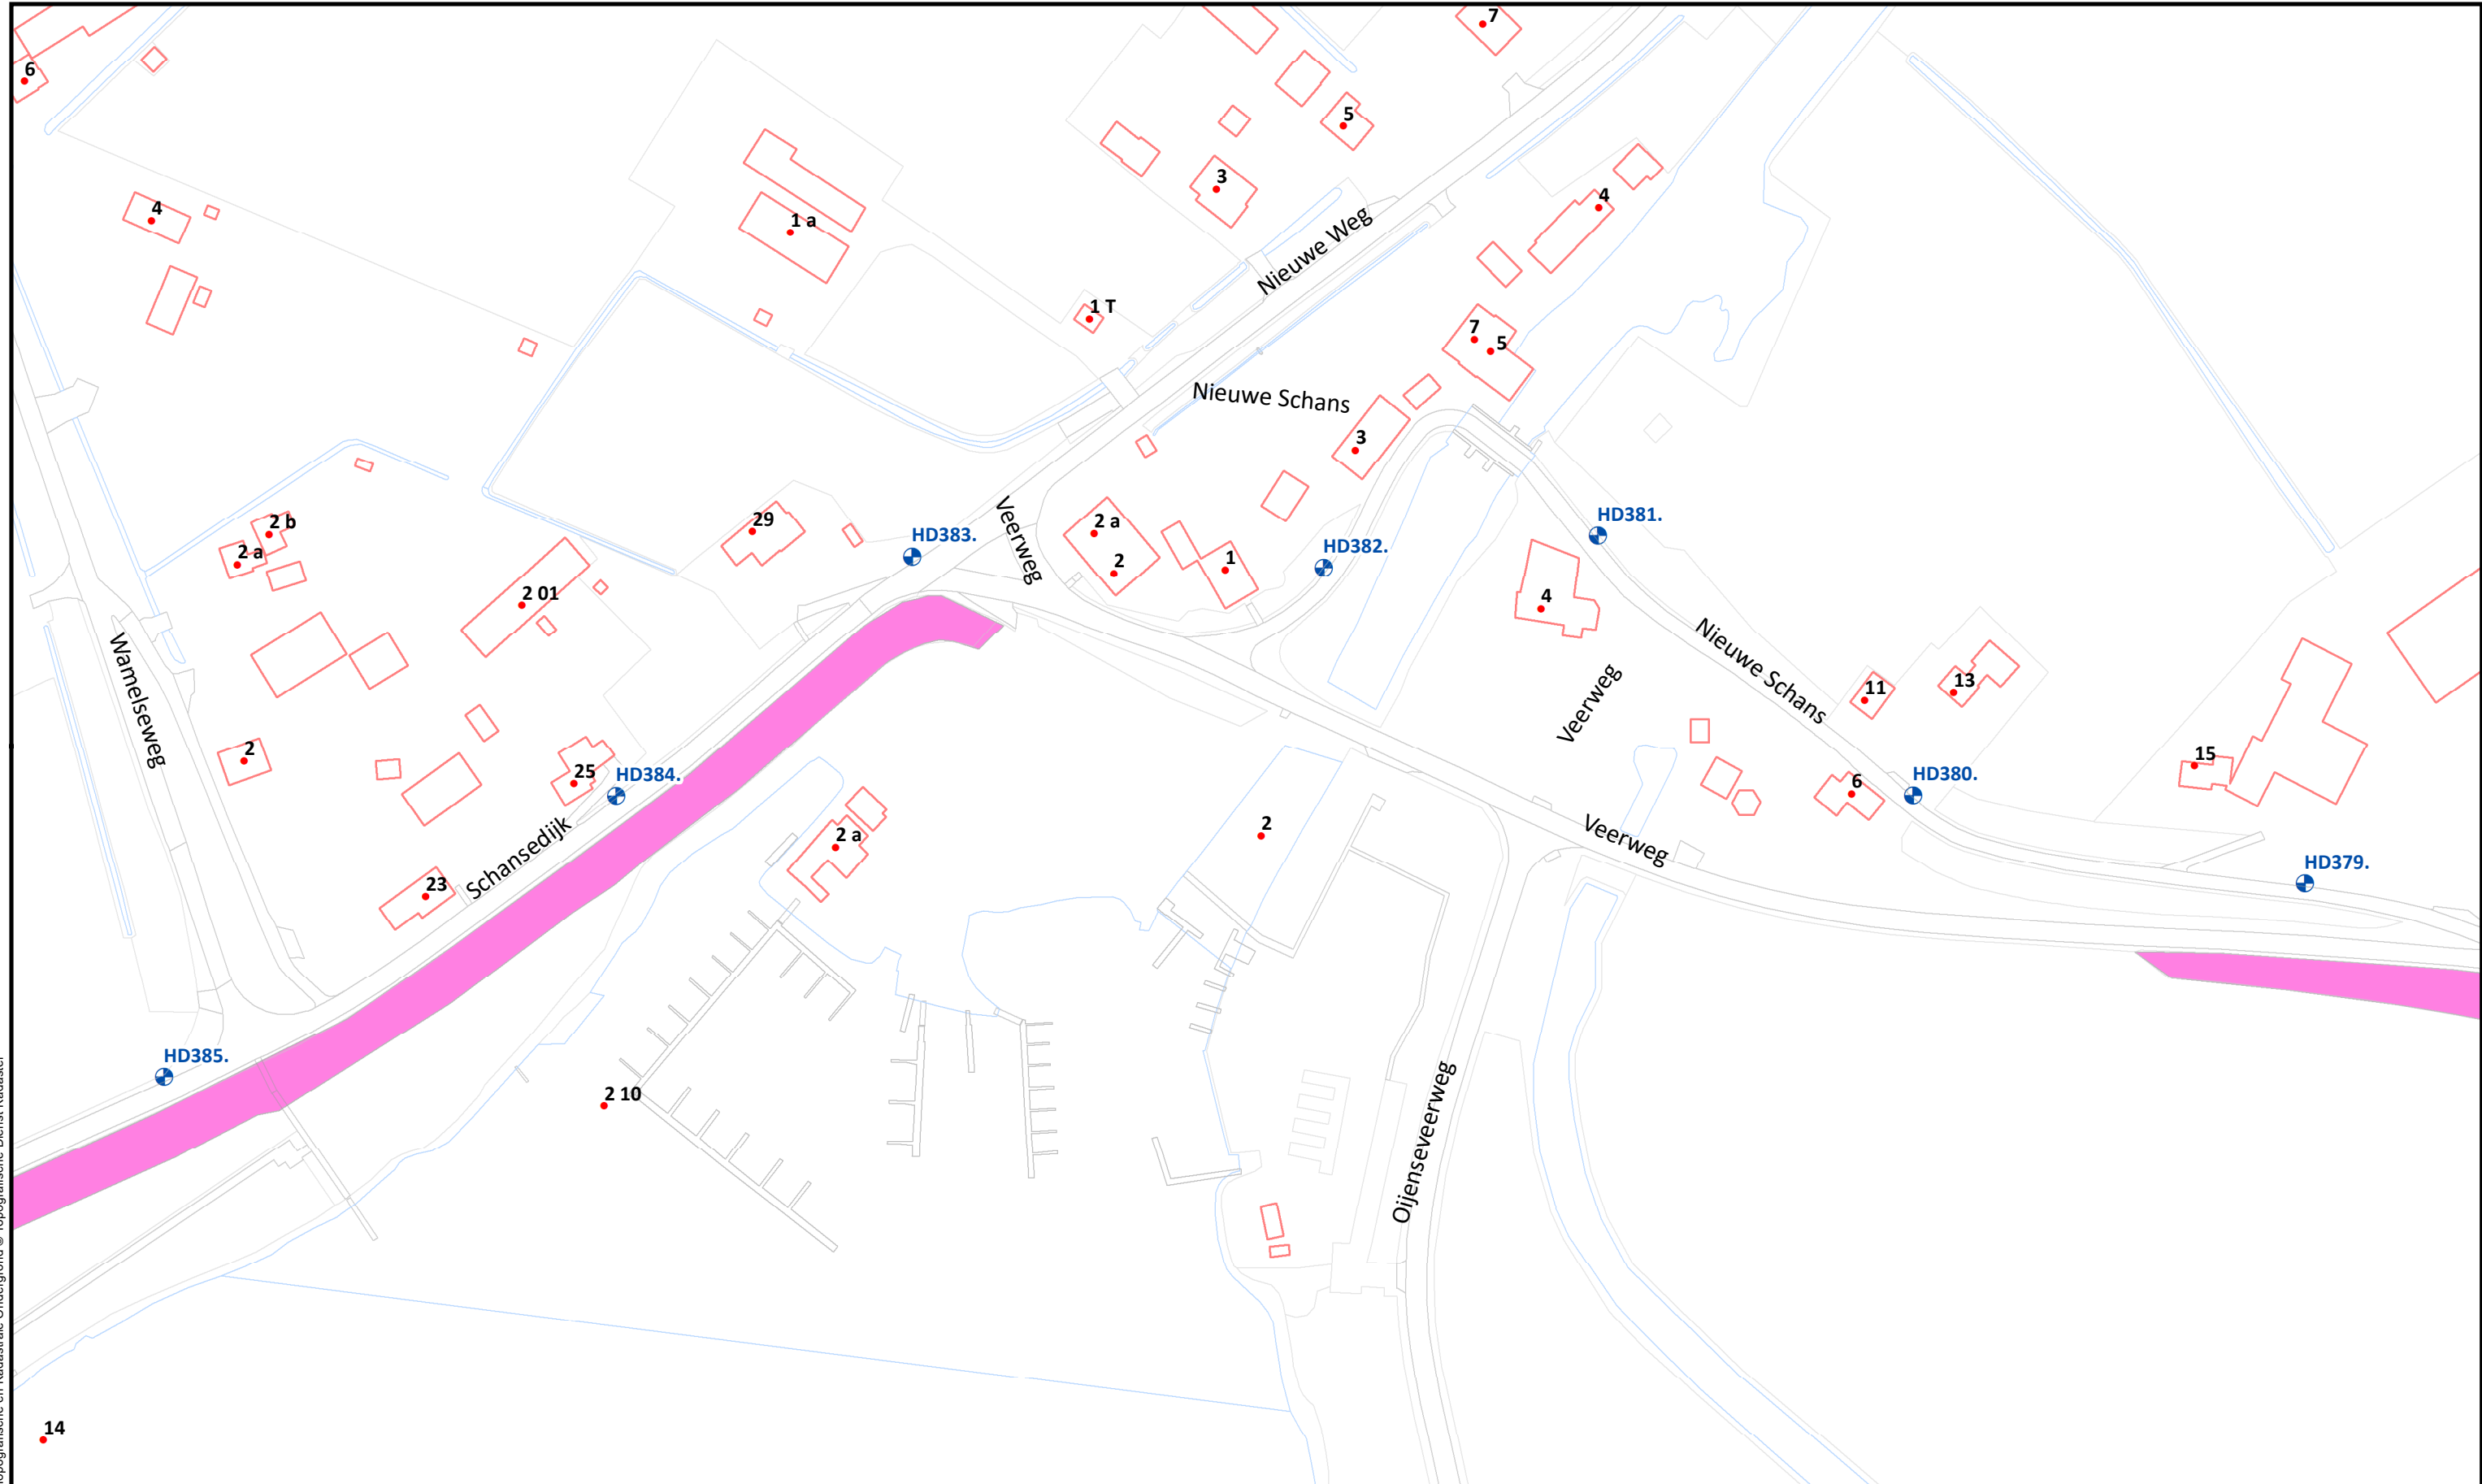 7
6
5
3
4
4
1 a
Nieuwe Weg
1 T
7
5
Nieuwe Schans
3
2 b
29
Veerweg
2 a
HD381.
2 a
HD383.
HD382.
2
1
2 01
4
Nieuwe Schans
Wamelseweg
Veerweg
11
13
2
15
25
HD384.
6
HD380.
2 a
2
Veerweg
Schansedijk
23
HD379.
HD385.
2 10
Oijenseveerweg
14